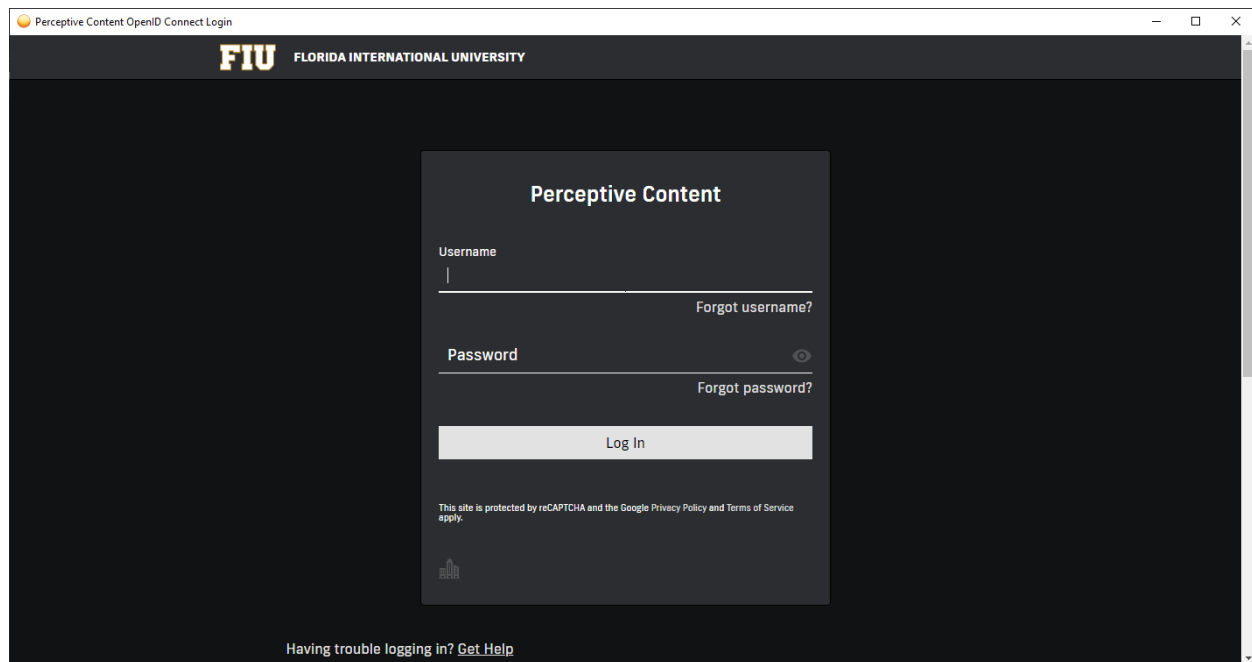 Perceptive Content OpenID Connect Login
FIU FLORIDA INTERNATIONAL UNIVERSITY
Perceptive Content
Username
Forgot username?
Password
Forgot password?
Log In
This site is protected by reCAPTCHA and the Google Privacy Policy and Terms of Service
apply.
Having trouble logging in? Get Help